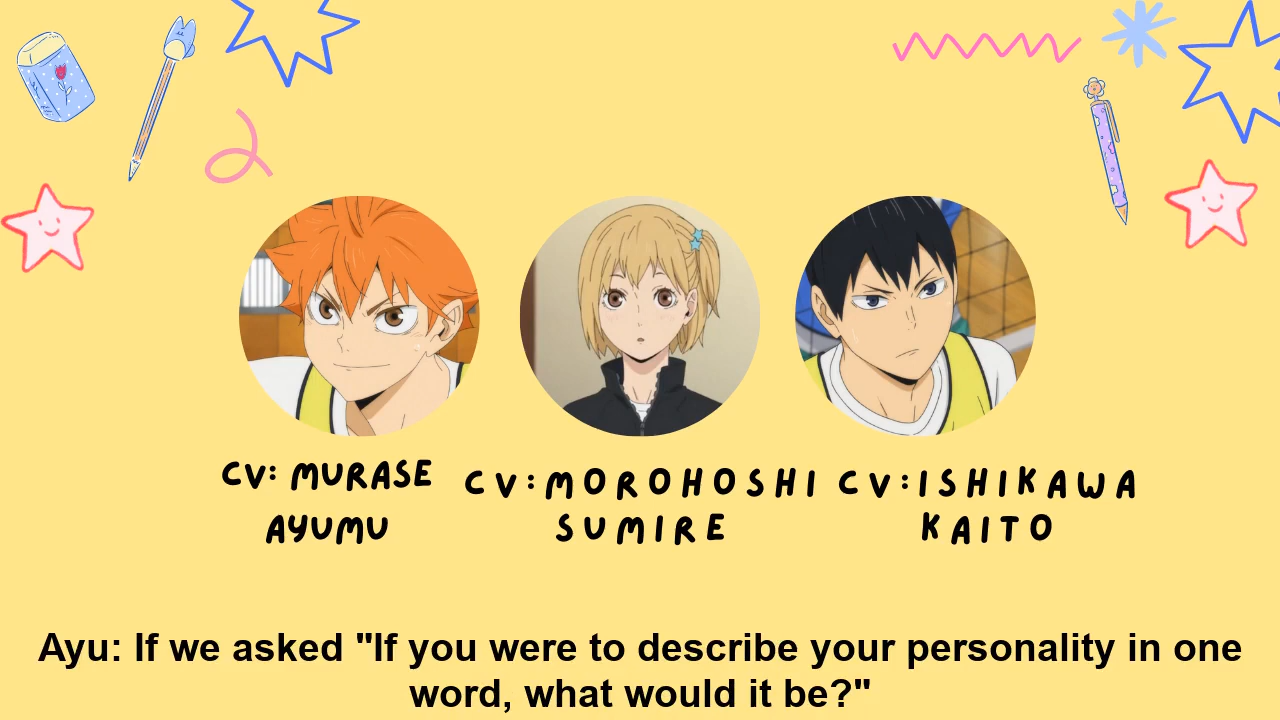 CV: MURASE
AYUMU
CV:MOROHOSHI
SUMIRE
CV:ISHIKAWA
KAITO
Ayu: If we asked "If you were to describe your personality in one
word, what would it be?"